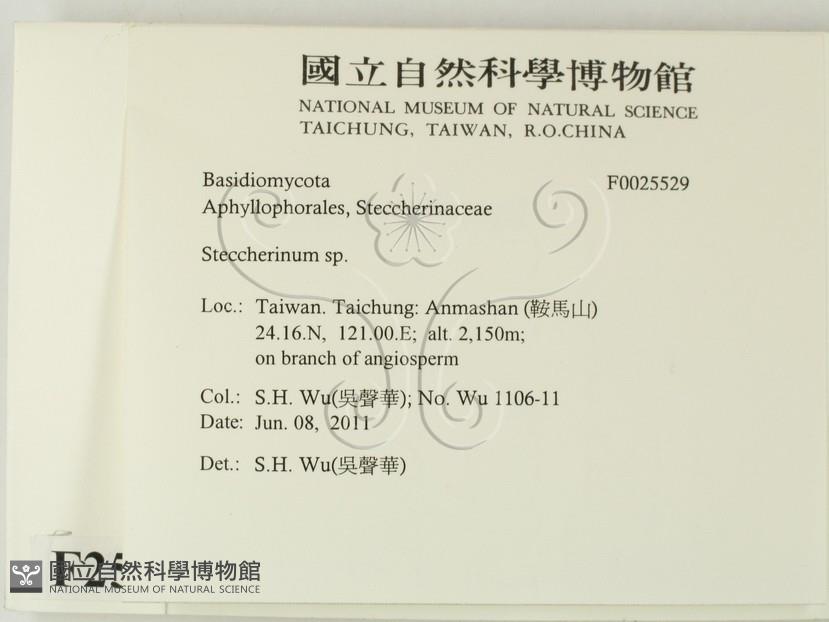 國立自然科學博物館
NATIONAL MUSEUM OF NATURAL SCIENCE
TAICHUNG, TAIWAN, R.O.CHINA
Basidiomycota F0025529
Aphyllophorales, Steccherinaceae
Steccherinum sp.
Loc.: Taiwan. Taichung: Anmashan (鞍馬山)
24.16.N, 121.00.E; alt. 2,150m;
on branch of angiosperm
Col.: S.H. Wu(吳聲華); No. Wu 1106-11
Date: Jun. 08, 2011
Det.: S.H. Wu(吳聲華)
國立自然科學博物館
NATIONAL MUSEUM OF NATURAL SCIENCE